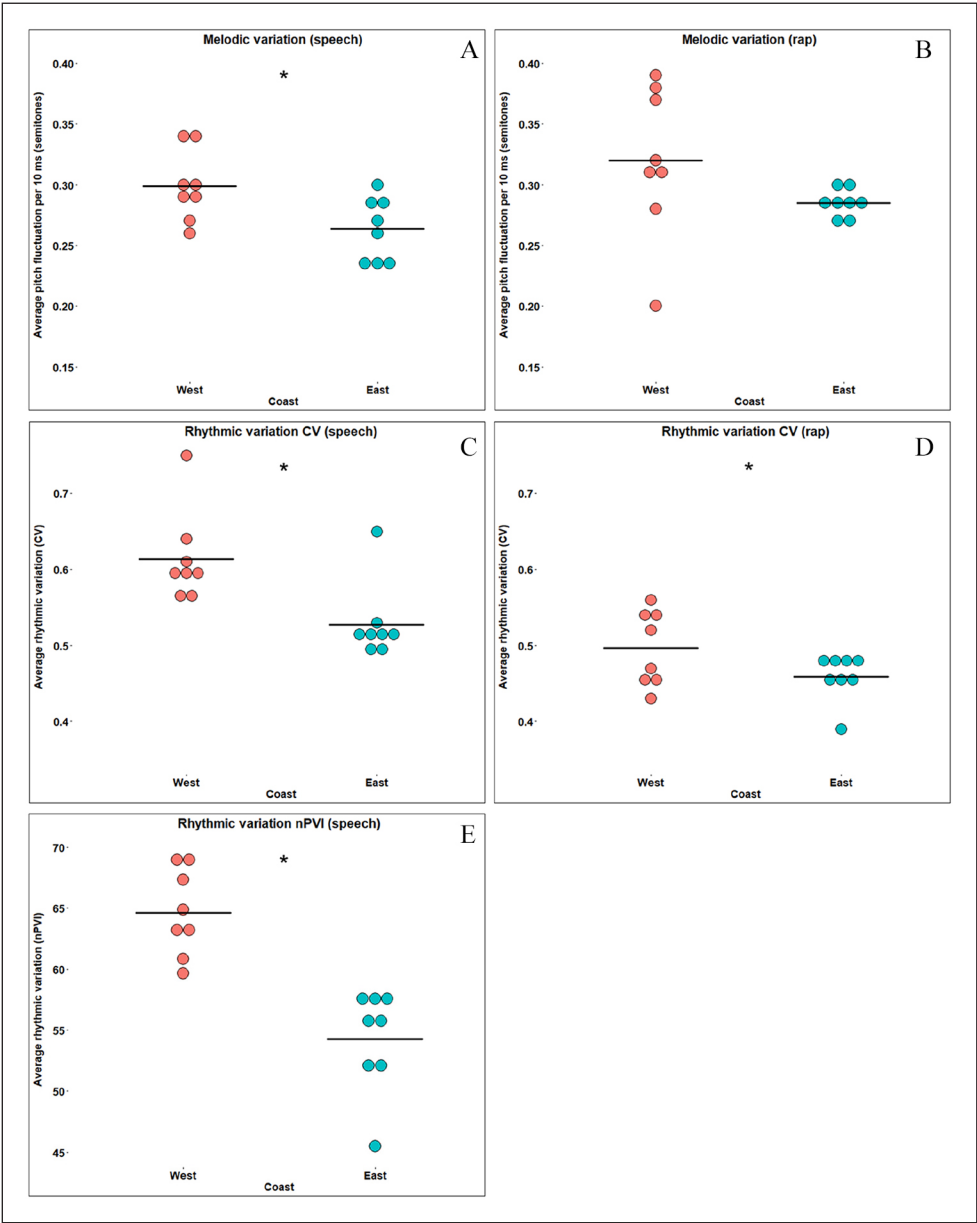 Melodic variation (speech)
A
*
Average pitch fluctuation per 10 ms (semitones)
0.40
0.35
0.30
0.25
0.20
0.15
West
East
Coast
Melodic variation (rap)
B
Average pitch fluctuation per 10 ms (semitones)
0.40
0.35
0.30
0.25
0.20
0.15
West
East
Coast
Rhythmic variation CV (speech)
C
*
Average rhythmic variation (CV)
0.7
0.6
0.5
0.4
West
East
Coast
Rhythmic variation CV (rap)
D
*
Average rhythmic variation (CV)
0.7
0.6
0.5
0.4
West
East
Coast
Rhythmic variation nPVI (speech)
E
*
Average rhythmic variation (nPVI)
70
65
60
55
50
45
West
East
Coast